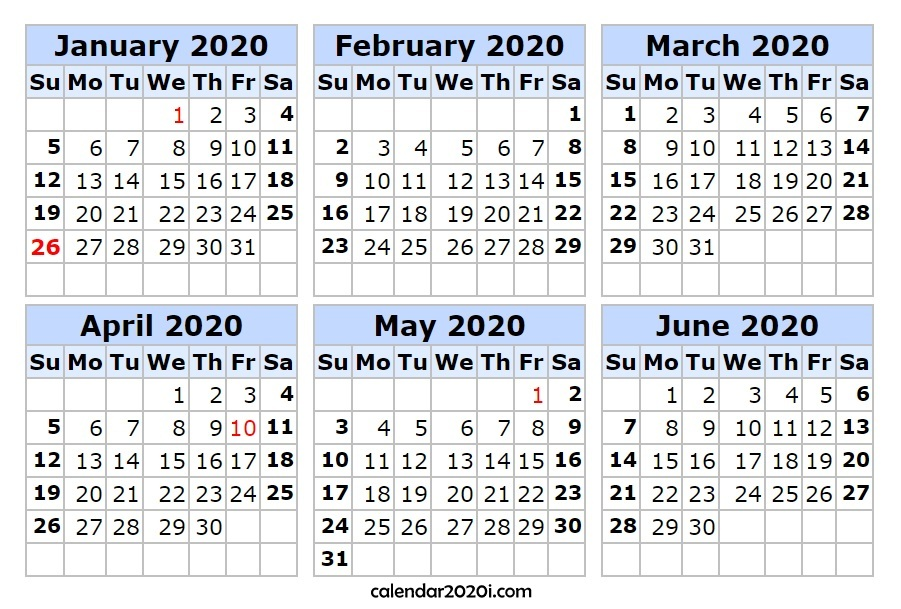 January 2020
Su Mo Tu We Th Fr Sa
1 2 3 4
5 6 7 8 9 10 11
12 13 14 15 16 17 18
19 20 21 22 23 24 25
26 27 28 29 30 31
February 2020
Su Mo Tu We Th Fr Sa
1
2 3 4 5 6 7 8
9 10 11 12 13 14 15
16 17 18 19 20 21 22
23 24 25 26 27 28 29
March 2020
Su Mo Tu We Th Fr Sa
1 2 3 4 5 6 7
8 9 10 11 12 13 14
15 16 17 18 19 20 21
22 23 24 25 26 27 28
29 30 31
April 2020
Su Mo Tu We Th Fr Sa
1 2 3 4
5 6 7 8 9 10 11
12 13 14 15 16 17 18
19 20 21 22 23 24 25
26 27 28 29 30
May 2020
Su Mo Tu We Th Fr Sa
1 2
3 4 5 6 7 8 9
10 11 12 13 14 15 16
17 18 19 20 21 22 23
24 25 26 27 28 29 30
31
June 2020
Su Mo Tu We Th Fr Sa
1 2 3 4 5 6
7 8 9 10 11 12 13
14 15 16 17 18 19 20
21 22 23 24 25 26 27
28 29 30
calendar2020i.com